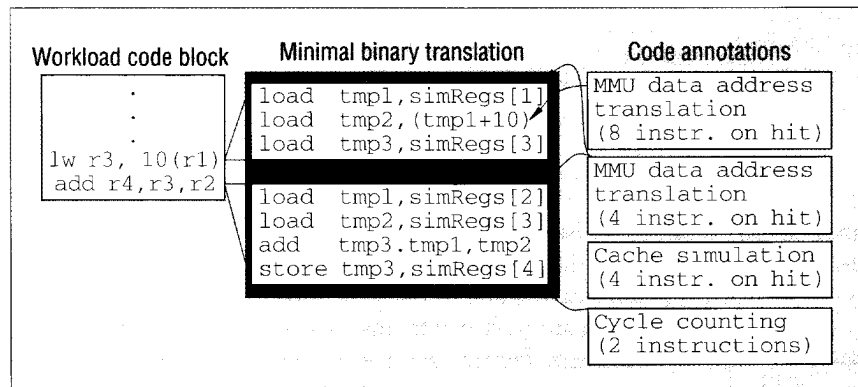 Workload code block
.
.
.
lw r3, 10(r1)
add r4,r3,r2
Minimal binary translation
load tmp1,simRegs[1]
load tmp2,(tmp1+10)
load tmp3,simRegs[3]
load tmp1,simRegs[2]
load tmp2,simRegs[3]
add tmp3.tmp1,tmp2
store tmp3,simRegs[4]
Code annotations
MMU data address
translation
(8 instr. on hit)
MMU data address
translation
(4 instr. on hit)
Cache simulation
(4 instr. on hit)
Cycle counting
(2 instructions)